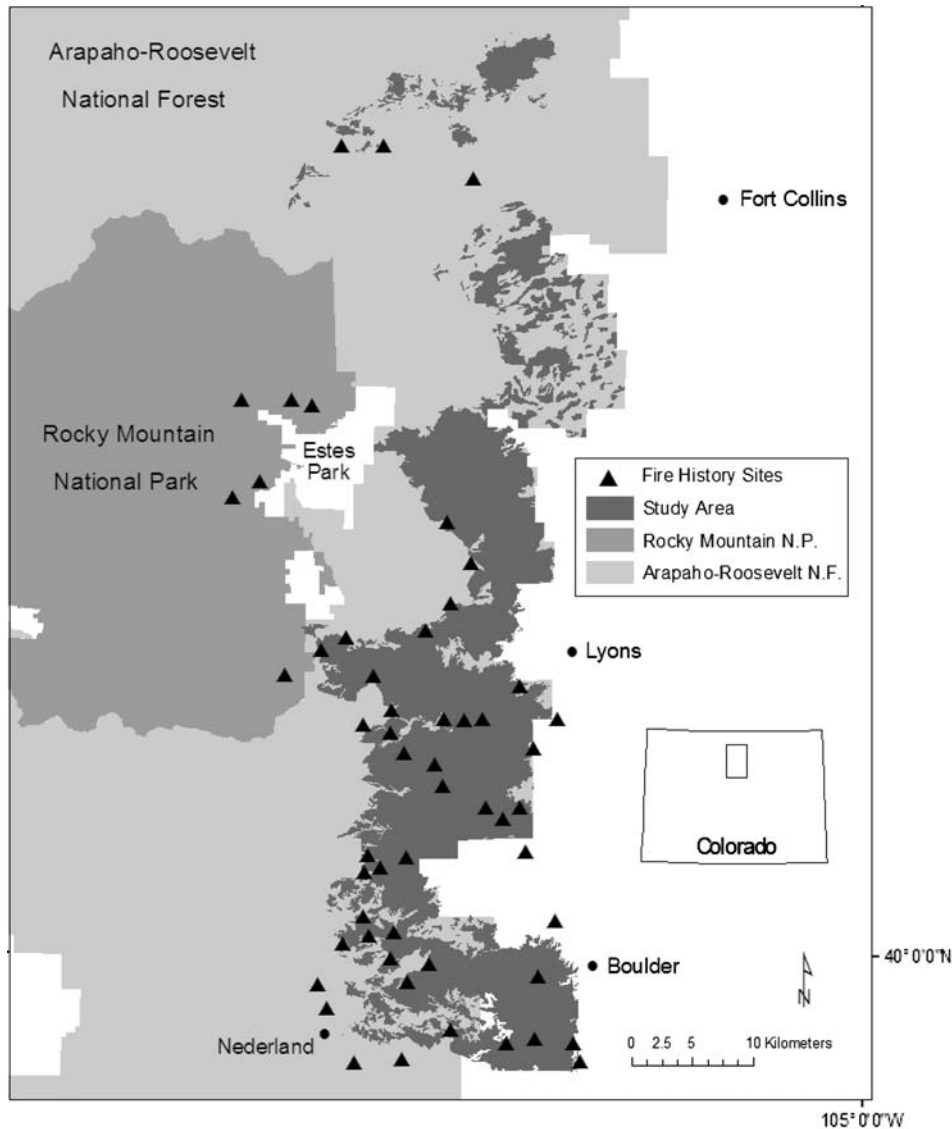 Arapaho-Roosevelt
National Forest
Fort Collins
Rocky Mountain
National Park
Estes
Park
Fire History Sites
Study Area
Rocky Mountain N.P.
Arapaho-Roosevelt N.F.
Lyons
Colorado
Boulder
40°0'0"N
N
Nederland
0 2.5 5 10 Kilometers
105°0'0"W